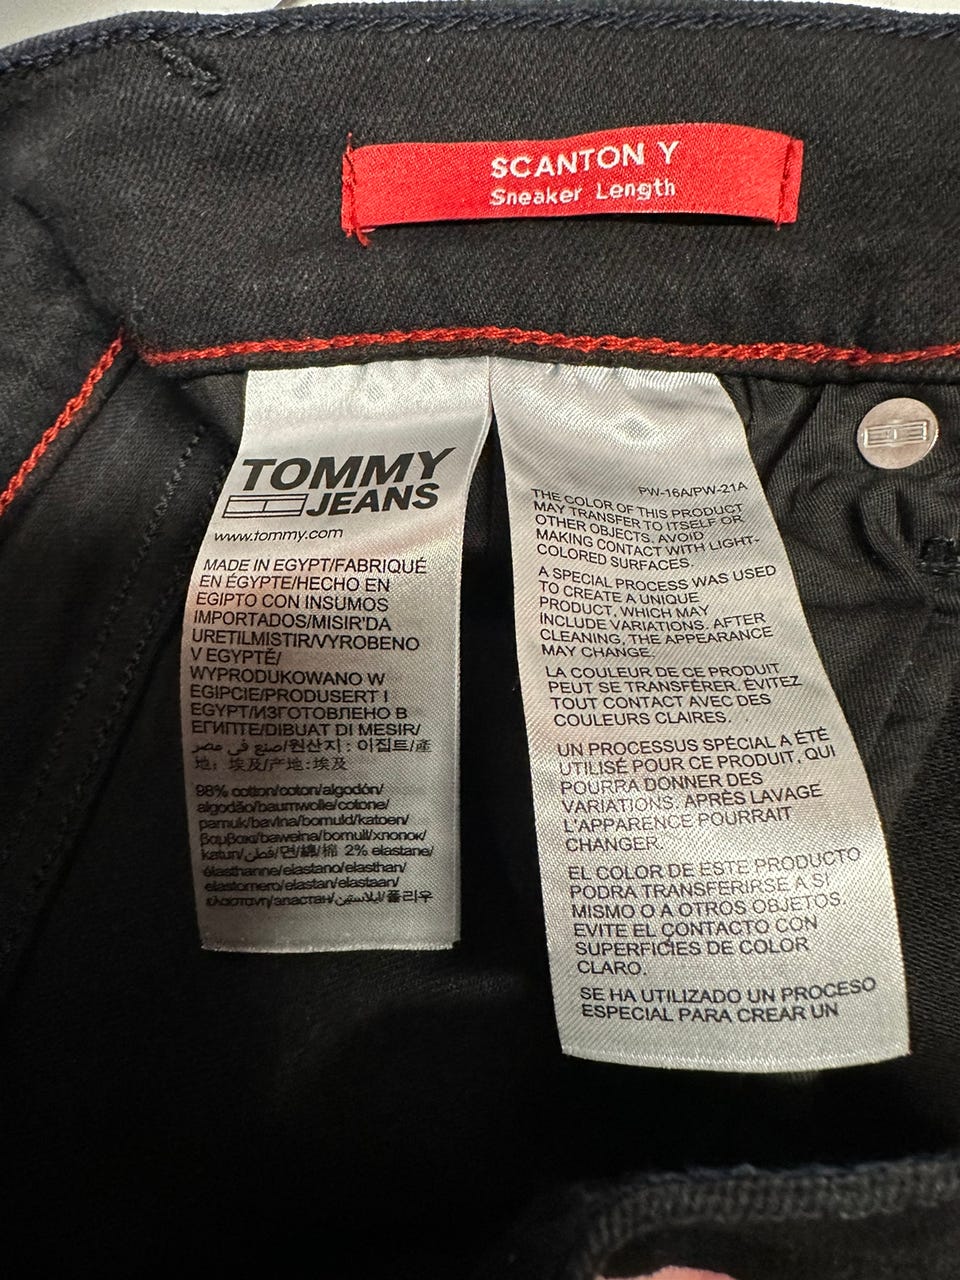 SCANTON Y
Sneaker Length
TOMMY
JEANS
www.tommy.com
MADE IN EGYPT/FABRIQUÉ
EN ÉGYPTE/HECHO EN
EGIPTO CON INSUMOS
IMPORTADOS/MISIR'DA
URETILMISTIR/VYROBENO
V EGYPTĚ/
WYPRODUKOWANO W
EGIPCIE/PRODUSERT I
EGYPT/ИЗГОТОВЛЕНО В
ЕГИПТЕ/DIBUAT DI MESIR/
صنع في مصر/원산지 : 이집트/產
地：埃及/产地:埃及
98% cotton/coton/algodón/
algodão/baumwolle/cotone/
pamuk/bavlna/bomuld/katoen/
βαμβακι/bawełna/bomull/хлопок/
katun/قطن/면/綿/棉 2% elastane/
élasthanne/elastano/elasthan/
elastomero/elastan/elastaan/
ελαστανη/эластан/ايلاستين/폴리우
PW-16A/PW-21A
THE COLOR OF THIS PRODUCT
MAY TRANSFER TO ITSELF OR
OTHER OBJECTS. AVOID
MAKING CONTACT WITH LIGHT-
COLORED SURFACES.
A SPECIAL PROCESS WAS USED
TO CREATE A UNIQUE
PRODUCT, WHICH MAY
INCLUDE VARIATIONS. AFTER
CLEANING, THE APPEARANCE
MAY CHANGE.
LA COULEUR DE CE PRODUIT
PEUT SE TRANSFÉRER. ÉVITEZ
TOUT CONTACT AVEC DES
COULEURS CLAIRES.
UN PROCESSUS SPÉCIAL A ÉTÉ
UTILISÉ POUR CE PRODUIT, QUI
POURRA DONNER DES
VARIATIONS. APRÈS LAVAGE
L'APPARENCE POURRAIT
CHANGER.
EL COLOR DE ESTE PRODUCTO
PODRA TRANSFERIRSE A SÍ
MISMO O A OTROS OBJETOS.
EVITE EL CONTACTO CON
SUPERFICIES DE COLOR
CLARO.
SE HA UTILIZADO UN PROCESO
ESPECIAL PARA CREAR UN